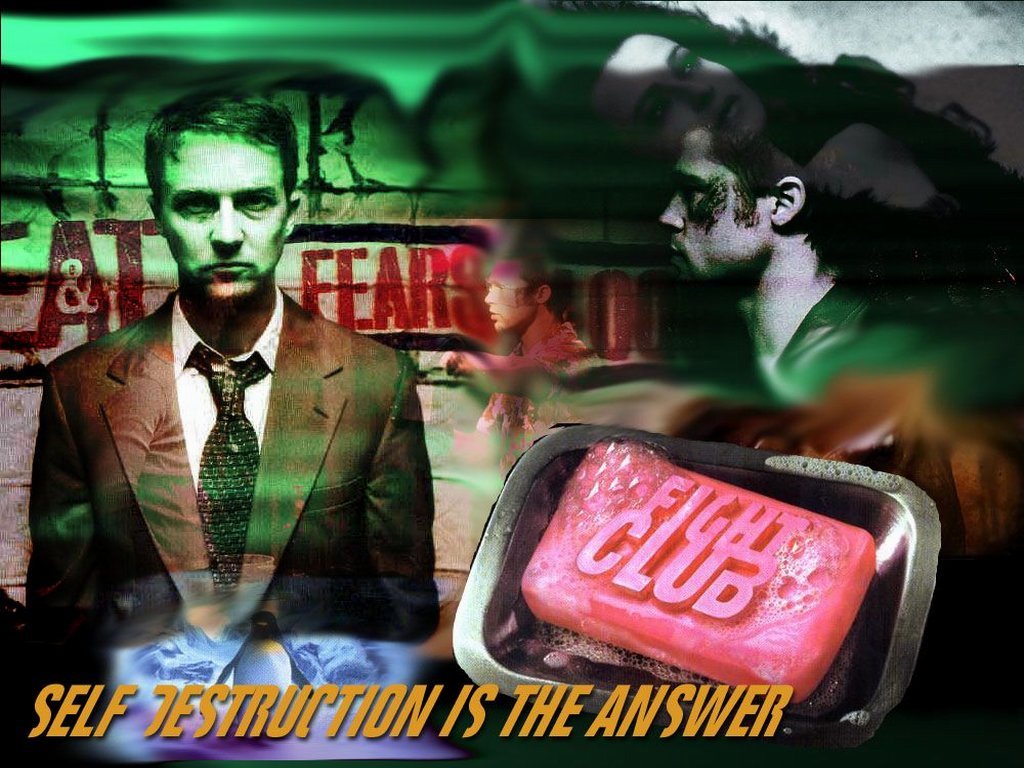 EAT & FEARS
FIGHT
CLUB
SELF DESTRUCTION IS THE ANSWER